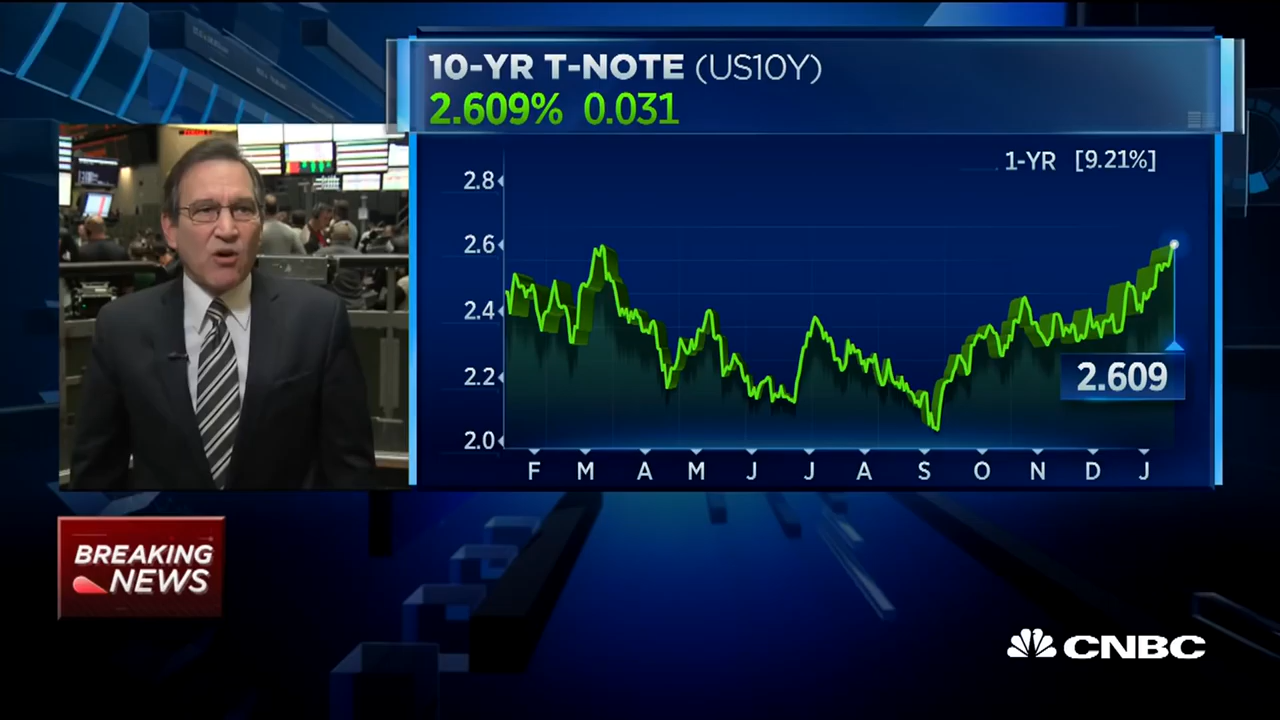 10-YR T-NOTE (US10Y)
2.609% 0.031
1-YR [9.21%]
2.8
2.6
2.4
2.2
2.0
2.609
F M A M J J A S O N D J
BREAKING
NEWS
CNBC